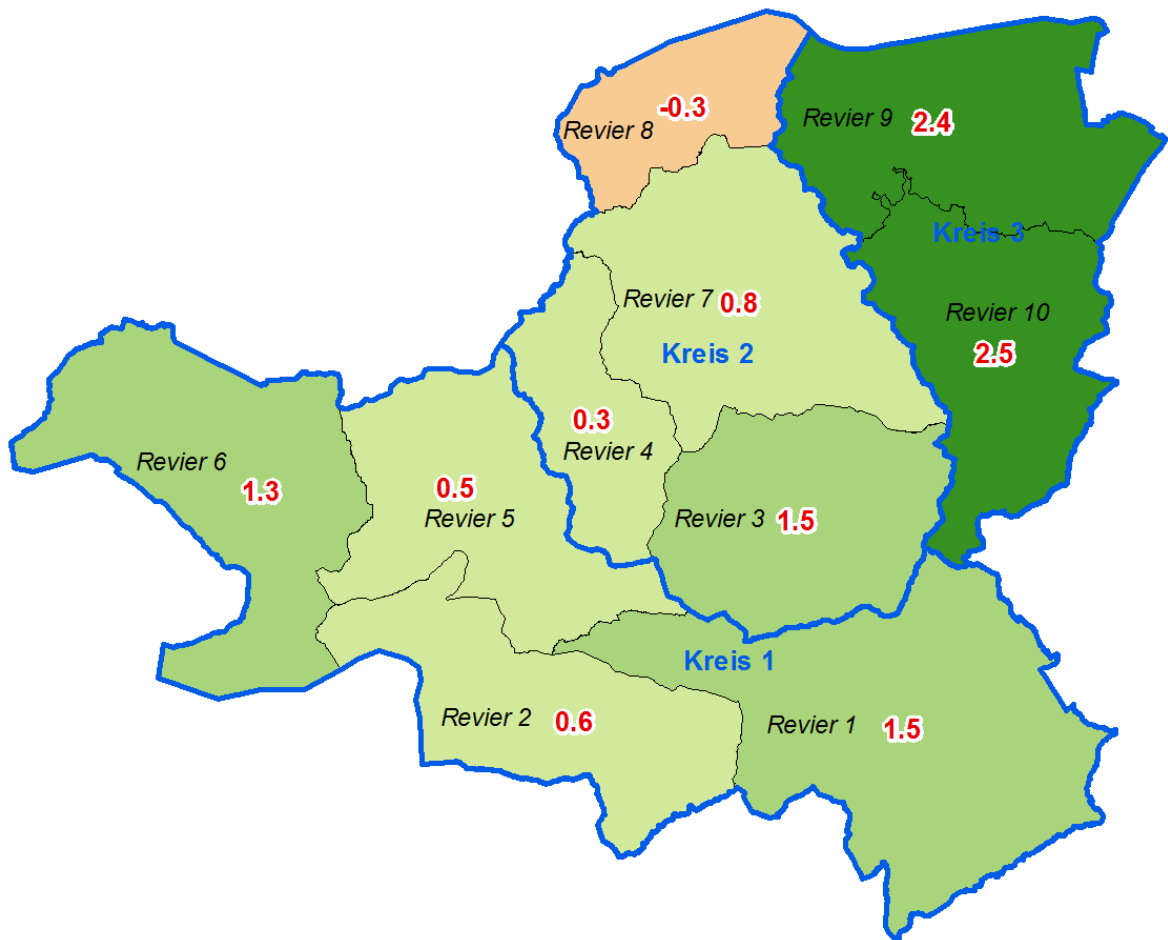 -0.3
Revier 8
Revier 9 2.4
Kreis 3
Revier 7 0.8
Revier 10
Kreis 2
2.5
0.3
Revier 4
Revier 6
1.3
0.5
Revier 5
Revier 3 1.5
Kreis 1
Revier 2 0.6
Revier 1 1.5